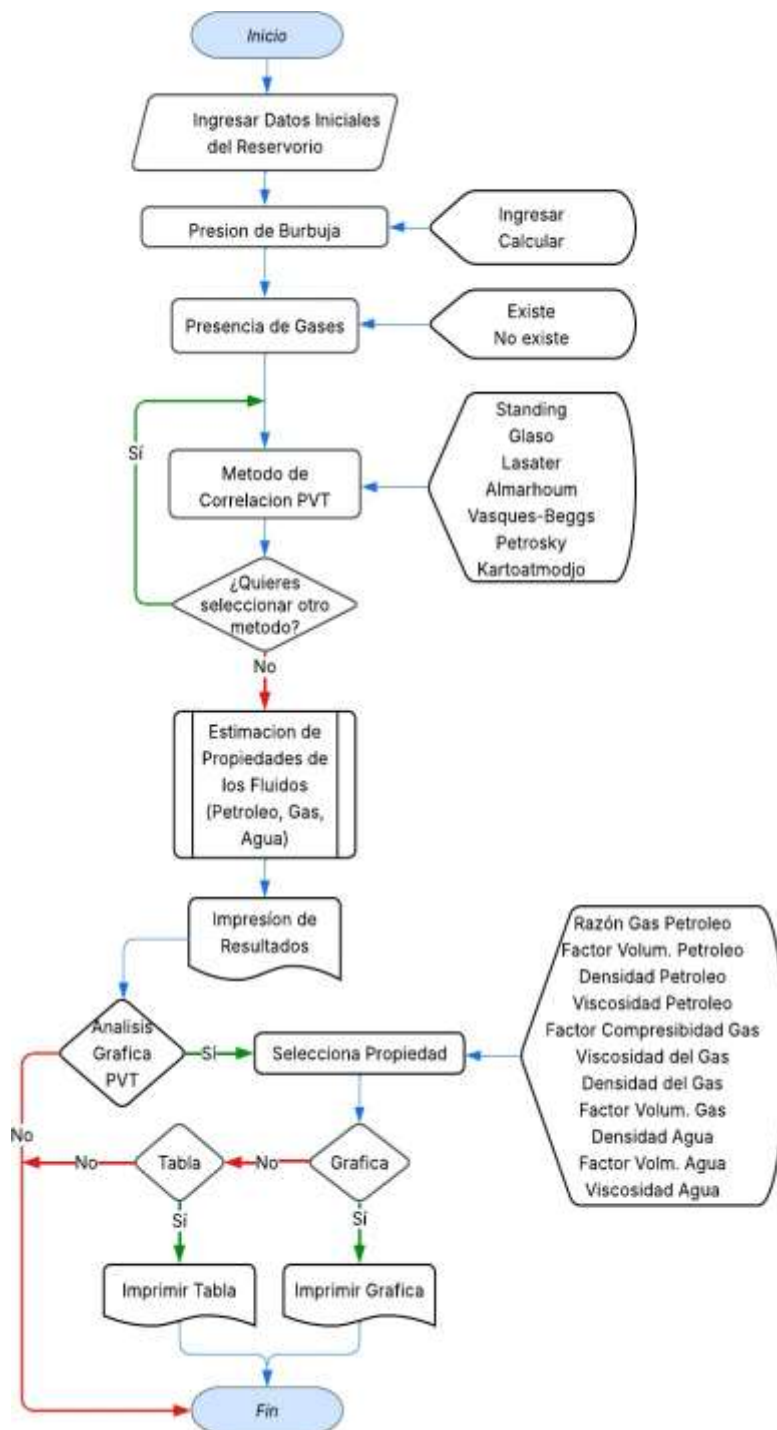 Inicio
Ingresar Datos Iniciales
del Reservorio
Presion de Burbuja
Ingresar
Calcular
Presencia de Gases
Existe
No existe
Sí
Metodo de
Correlacion PVT
Standing
Glaso
Lasater
Almarhoum
Vasques-Beggs
Petrosky
Kartoatmodjo
¿Quieres
seleccionar otro
metodo?
No
Estimacion de
Propiedades de
los Fluidos
(Petroleo, Gas,
Agua)
Impresíon de
Resultados
Analisis
Grafica
PVT
Sí
Selecciona Propiedad
Razón Gas Petroleo
Factor Volum. Petroleo
Densidad Petroleo
Viscosidad Petroleo
Factor Compresibidad Gas
Viscosidad del Gas
Densidad del Gas
Factor Volum. Gas
Densidad Agua
Factor Volm. Agua
Viscosidad Agua
No
No
Tabla
No
Grafica
Sí
Sí
Imprimir Tabla
Imprimir Grafica
Fin